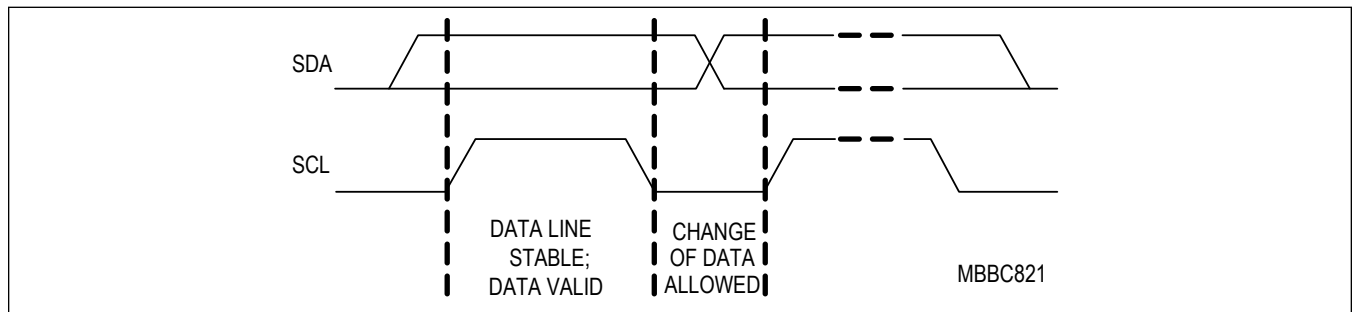 SDA
SCL
DATA LINE
STABLE;
DATA VALID
CHANGE
OF DATA
ALLOWED
MBBC821